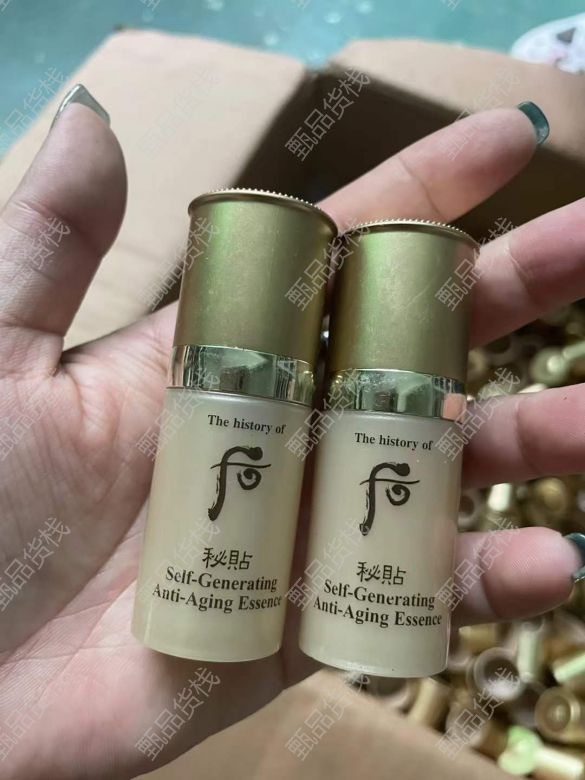 The history of
后
秘貼
Self-Generating
Anti-Aging Essence
The history of
后
秘貼
Self-Generating
Anti-Aging Essence
甄品货栈